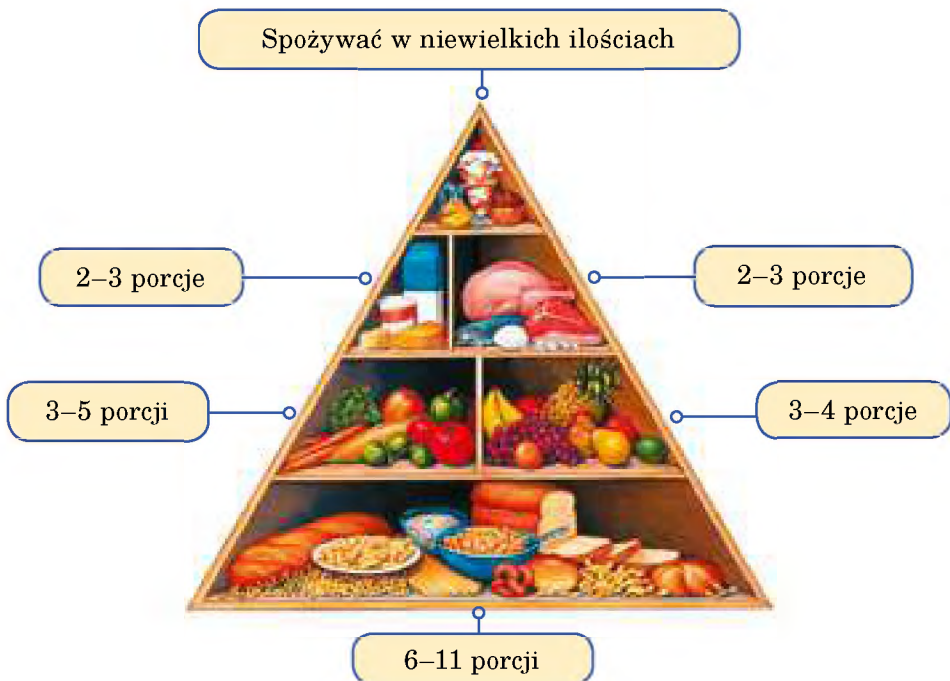 Spożywać w niewielkich ilościach
2–3 porcje
2–3 porcje
3–5 porcji
3–4 porcje
6–11 porcji